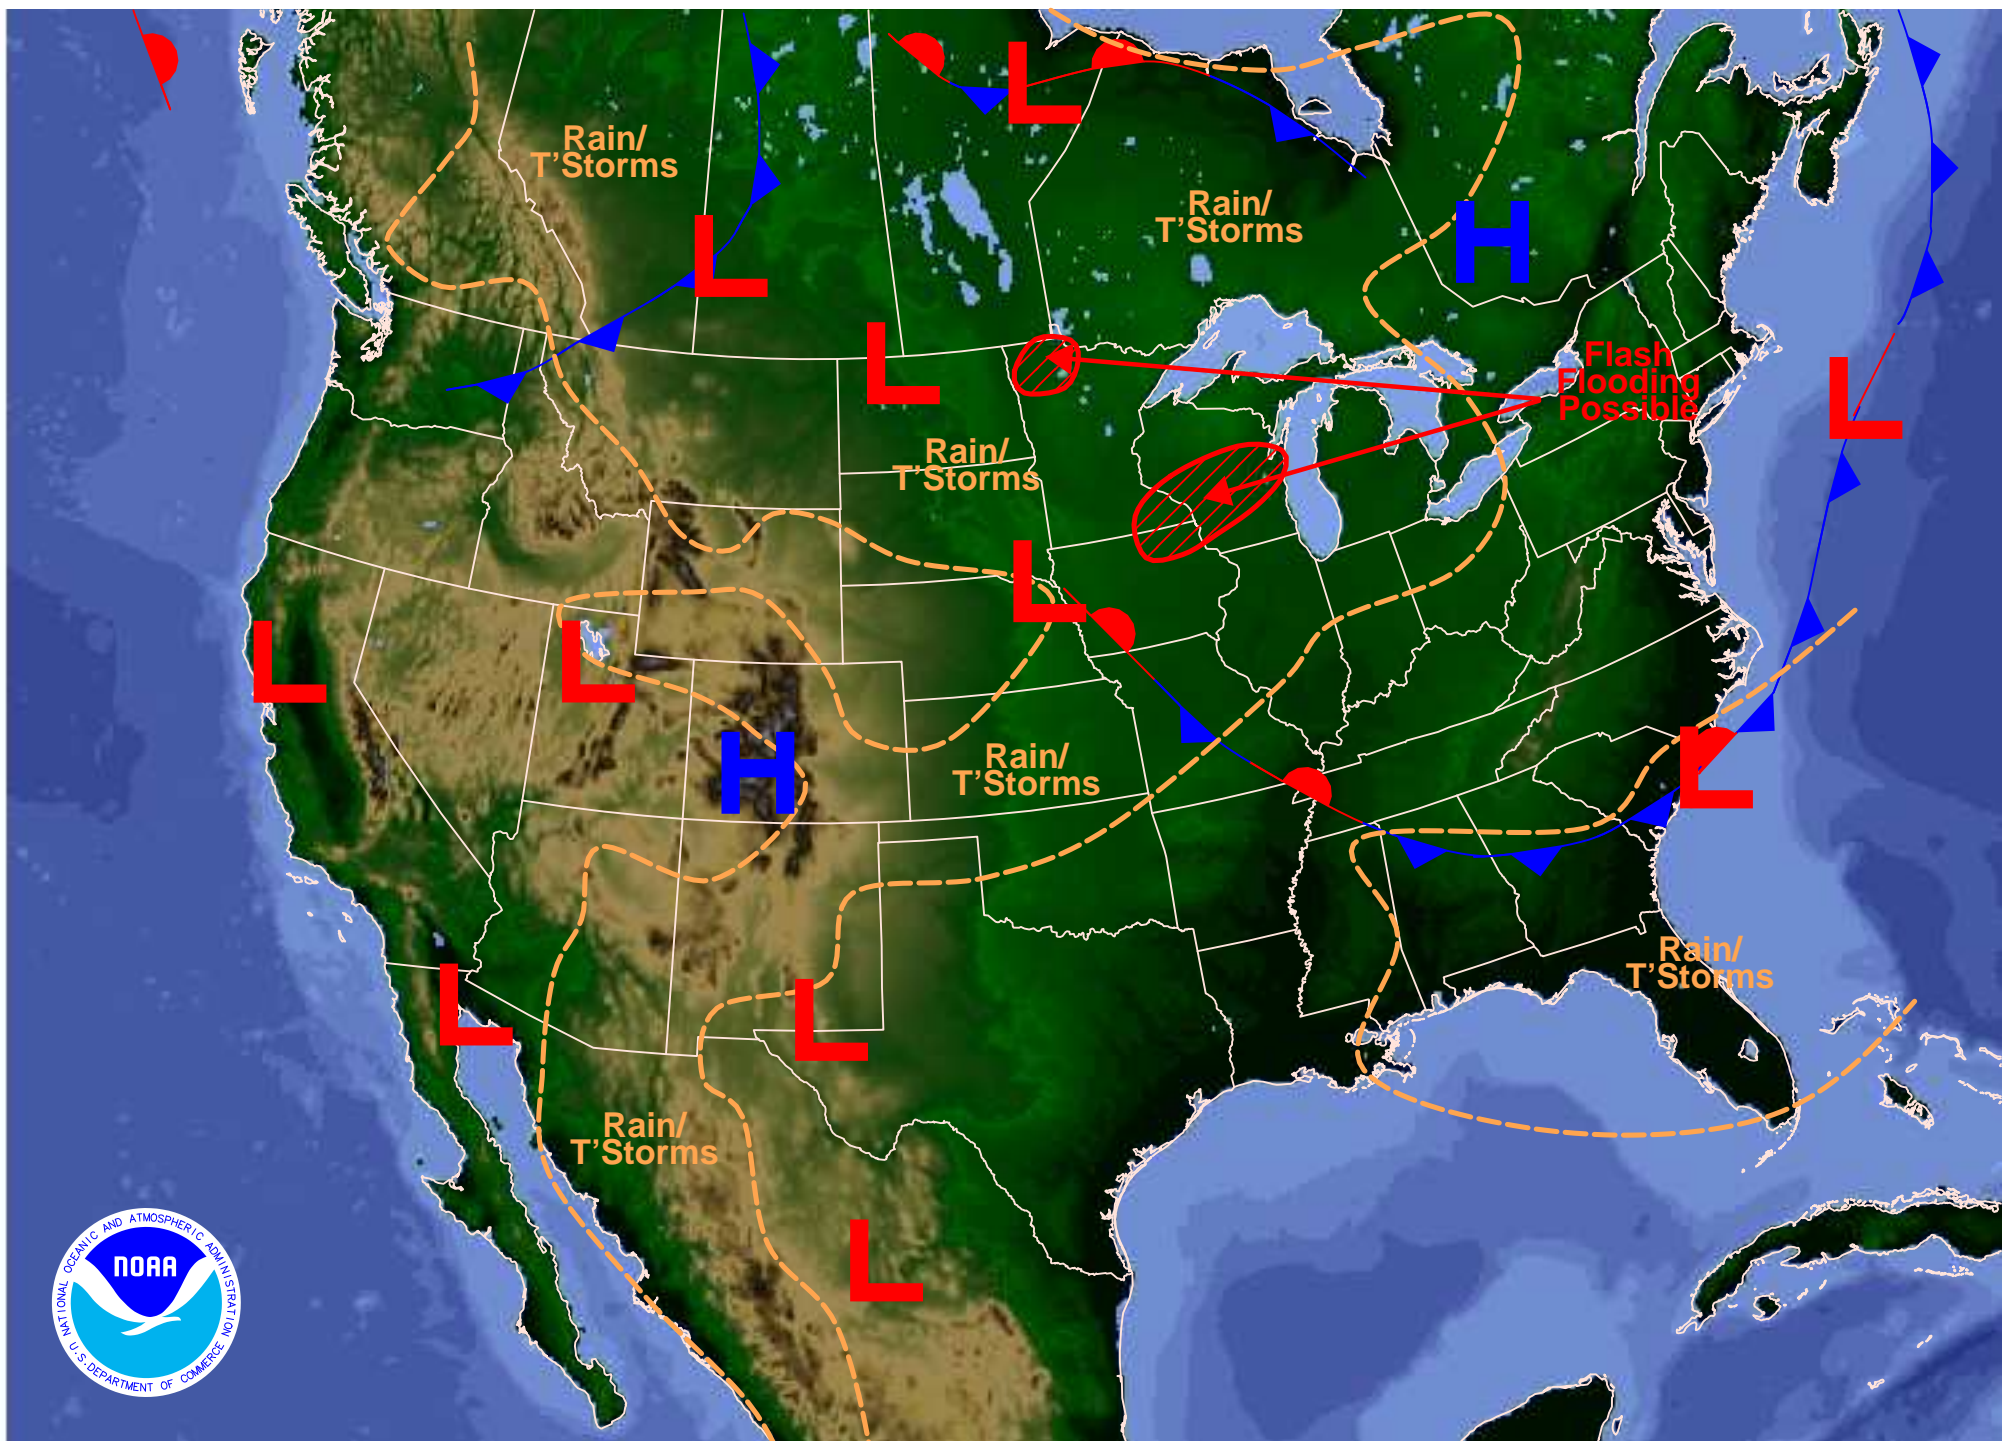 Rain/
T'Storms
Rain/
T'Storms
L
L
H
L
Flash
Flooding
Possible
L
Rain/
T'Storms
L
L
L
H
Rain/
T'Storms
L
Rain/
T'Storms
L
L
Rain/
T'Storms
L
NATIONAL OCEANIC AND ATMOSPHERIC ADMINISTRATION
NOAA
U.S. DEPARTMENT OF COMMERCE